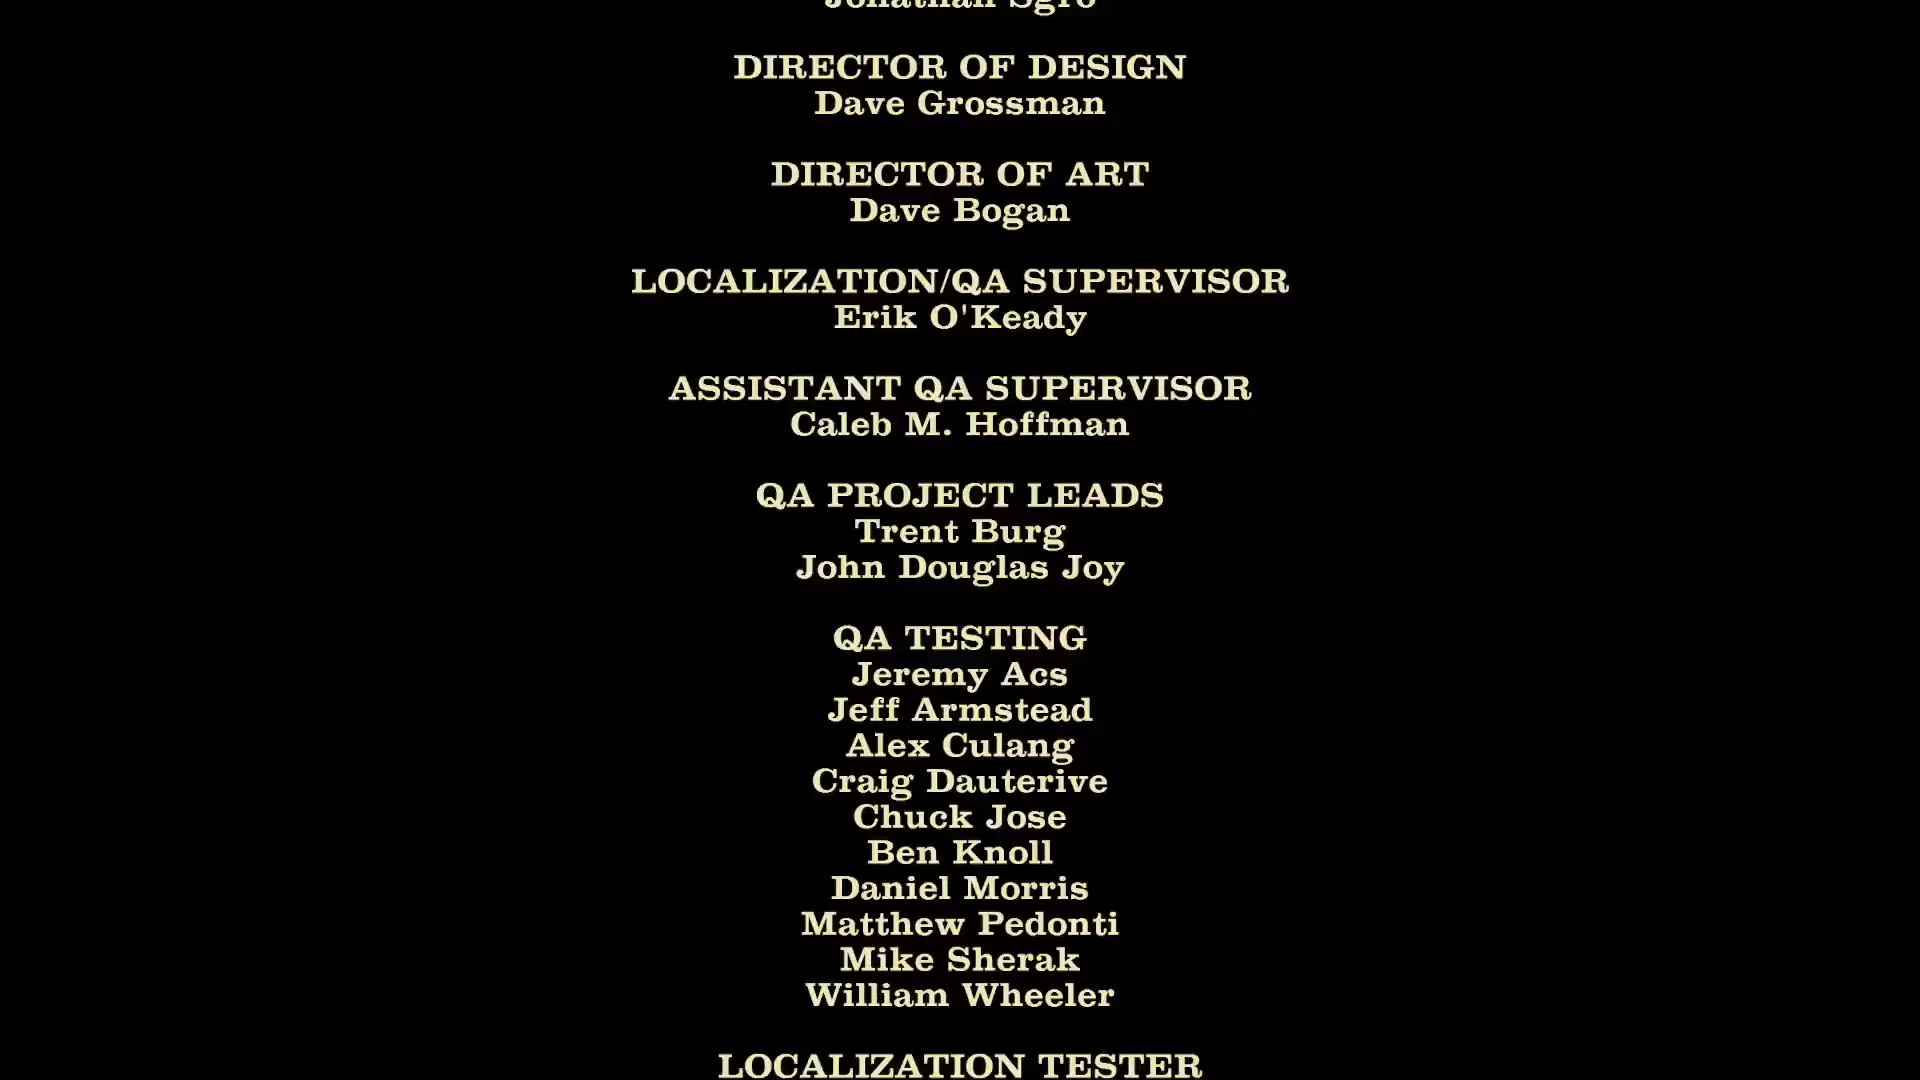 Jonathan Sgro
DIRECTOR OF DESIGN
Dave Grossman
DIRECTOR OF ART
Dave Bogan
LOCALIZATION/QA SUPERVISOR
Erik O'Keady
ASSISTANT QA SUPERVISOR
Caleb M. Hoffman
QA PROJECT LEADS
Trent Burg
John Douglas Joy
QA TESTING
Jeremy Acs
Jeff Armstead
Alex Culang
Craig Dauterive
Chuck Jose
Ben Knoll
Daniel Morris
Matthew Pedonti
Mike Sherak
William Wheeler
LOCALIZATION TESTER